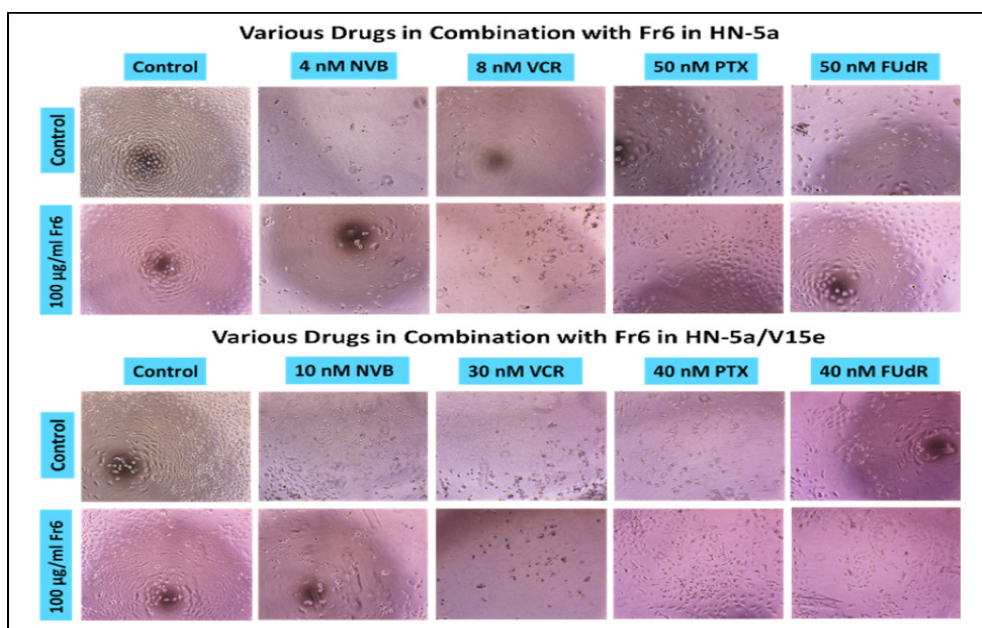 Various Drugs in Combination with Fr6 in HN-5a
Control
4 nM NVB
8 nM VCR
50 nM PTX
50 nM FUdR
Control
100 µg/ml Fr6
Various Drugs in Combination with Fr6 in HN-5a/V15e
Control
10 nM NVB
30 nM VCR
40 nM PTX
40 nM FUdR
Control
100 µg/ml Fr6